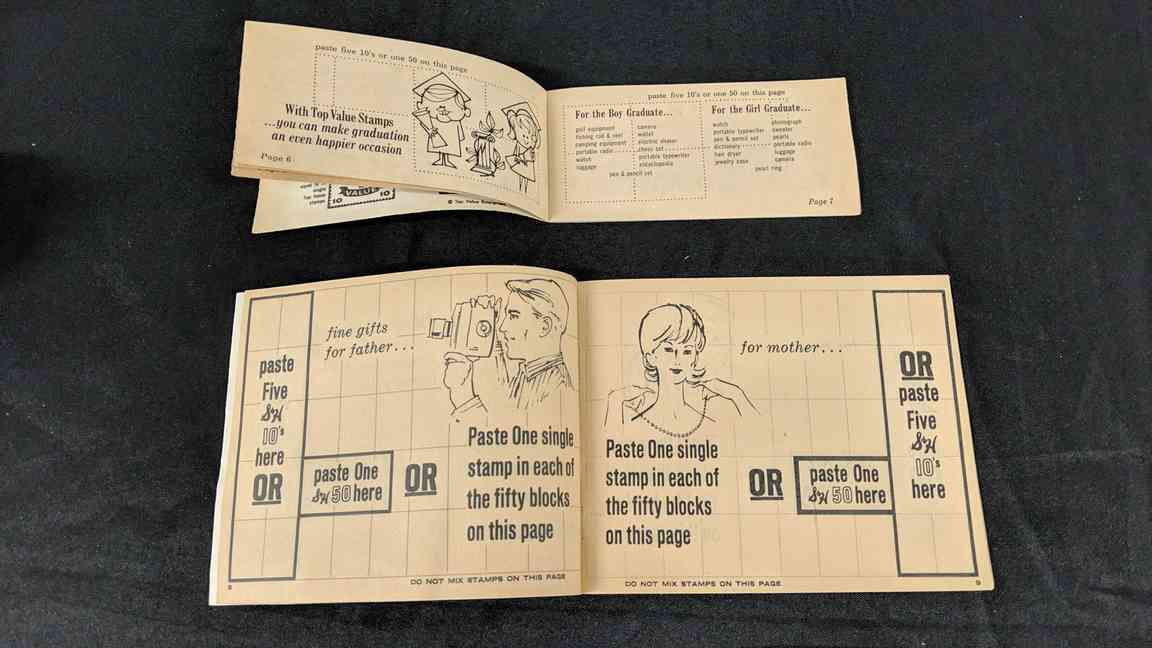 paste five 10's or one 50 on this page
With Top Value Stamps
...you can make graduation
an even happier occasion
Page 6
single
Top Value
stamps
VALUE
10 10
© Top Value Enterprises
paste five 10's or one 50 on this page
For the Boy Graduate...
golf equipment
fishing rod & reel
camping equipment
portable radio
watch
luggage
camera
wallet
electric shaver
chess set
portable typewriter
encyclopedia
pen & pencil set
For the Girl Graduate...
watch
portable typewriter
pen & pencil set
dictionary
hair dryer
jewelry case
phonograph
sweater
pearls
portable radio
luggage
camera
pearl ring
Page 7
paste
Five
S&H
10's
here
OR
fine gifts
for father...
paste One
S&H 50 here
OR
Paste One single
stamp in each of
the fifty blocks
on this page
DO NOT MIX STAMPS ON THIS PAGE
8
for mother...
Paste One single
stamp in each of
the fifty blocks
on this page
OR
paste One
S&H 50 here
OR
paste
Five
S&H
10's
here
DO NOT MIX STAMPS ON THIS PAGE
9